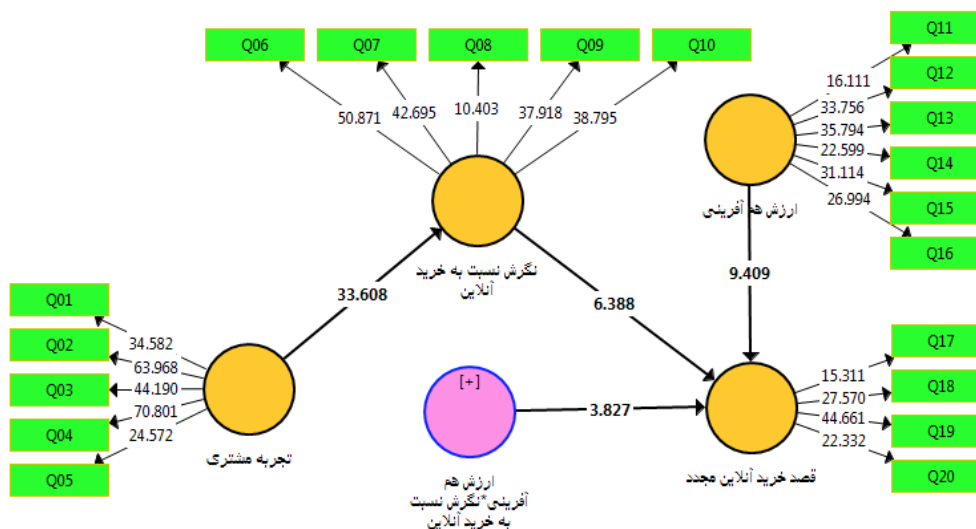 Q06
Q07
Q08
Q09
Q10
50.871
42.695
10.403
37.918
38.795
Q11
Q12
Q13
Q14
Q15
Q16
16.111
33.756
35.794
22.599
31.114
26.994
ارزش هم آفرینی
نگرش نسبت به خرید
آنلاین
33.608
6.388
9.409
Q01
Q02
Q03
Q04
Q05
34.582
63.968
44.190
70.801
24.572
تجربه مشتری
[+]
3.827
ارزش هم
آفرینی*نگرش نسبت
به خرید آنلاین
قصد خرید آنلاین مجدد
Q17
Q18
Q19
Q20
15.311
27.570
44.661
22.332